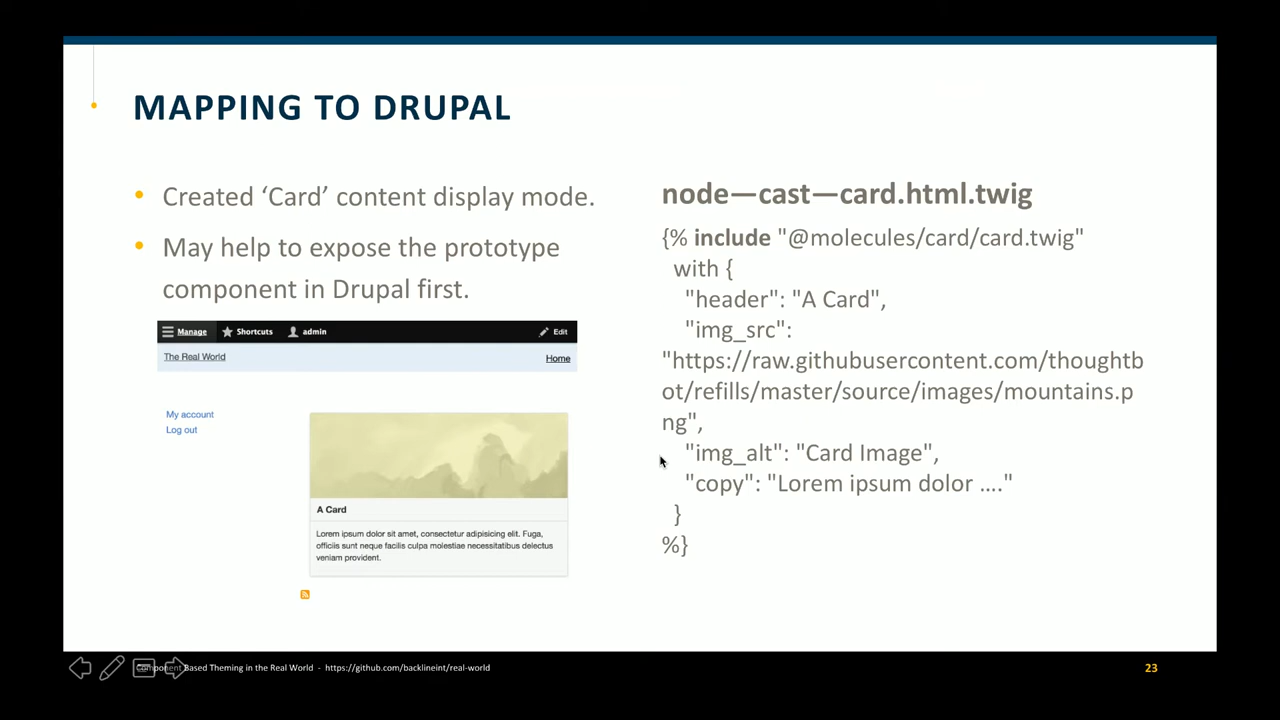 MAPPING TO DRUPAL
• Created ‘Card’ content display mode.
• May help to expose the prototype
component in Drupal first.
Manage Shortcuts admin Edit
The Real World Home
My account
Log out
A Card
Lorem ipsum dolor sit amet, consectetur adipisicing elit. Fuga,
officiis sunt neque facilis culpa molestiae necessitatibus delectus
veniam provident.
node—cast—card.html.twig
{% include "@molecules/card/card.twig"
with {
"header": "A Card",
"img_src":
"https://raw.githubusercontent.com/thoughtb
ot/refills/master/source/images/mountains.p
ng",
"img_alt": "Card Image",
"copy": "Lorem ipsum dolor …."
}
%}
Component Based Theming in the Real World - https://github.com/backlineint/real-world
23